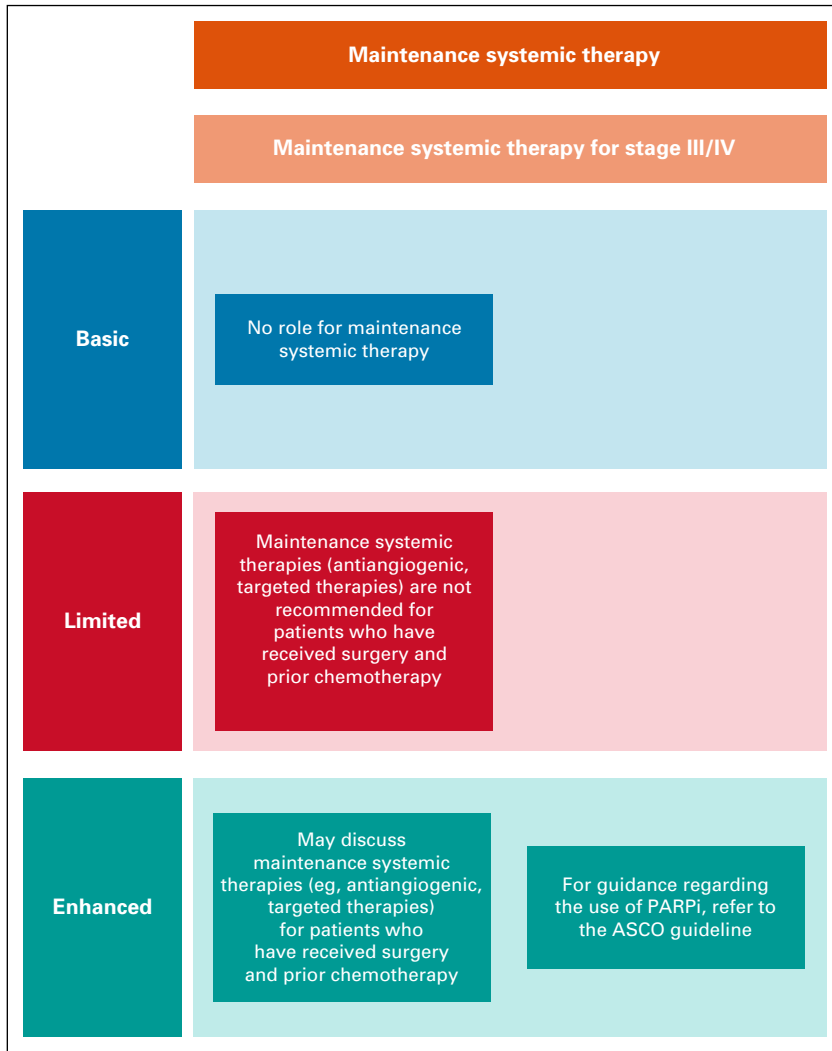 Maintenance systemic therapy
Maintenance systemic therapy for stage III/IV
Basic
No role for maintenance
systemic therapy
Limited
Maintenance systemic
therapies (antiangiogenic,
targeted therapies) are not
recommended for
patients who have
received surgery and
prior chemotherapy
Enhanced
May discuss
maintenance systemic
therapies (eg, antiangiogenic,
targeted therapies)
for patients who
have received surgery
and prior chemotherapy
For guidance regarding
the use of PARPi, refer to
the ASCO guideline